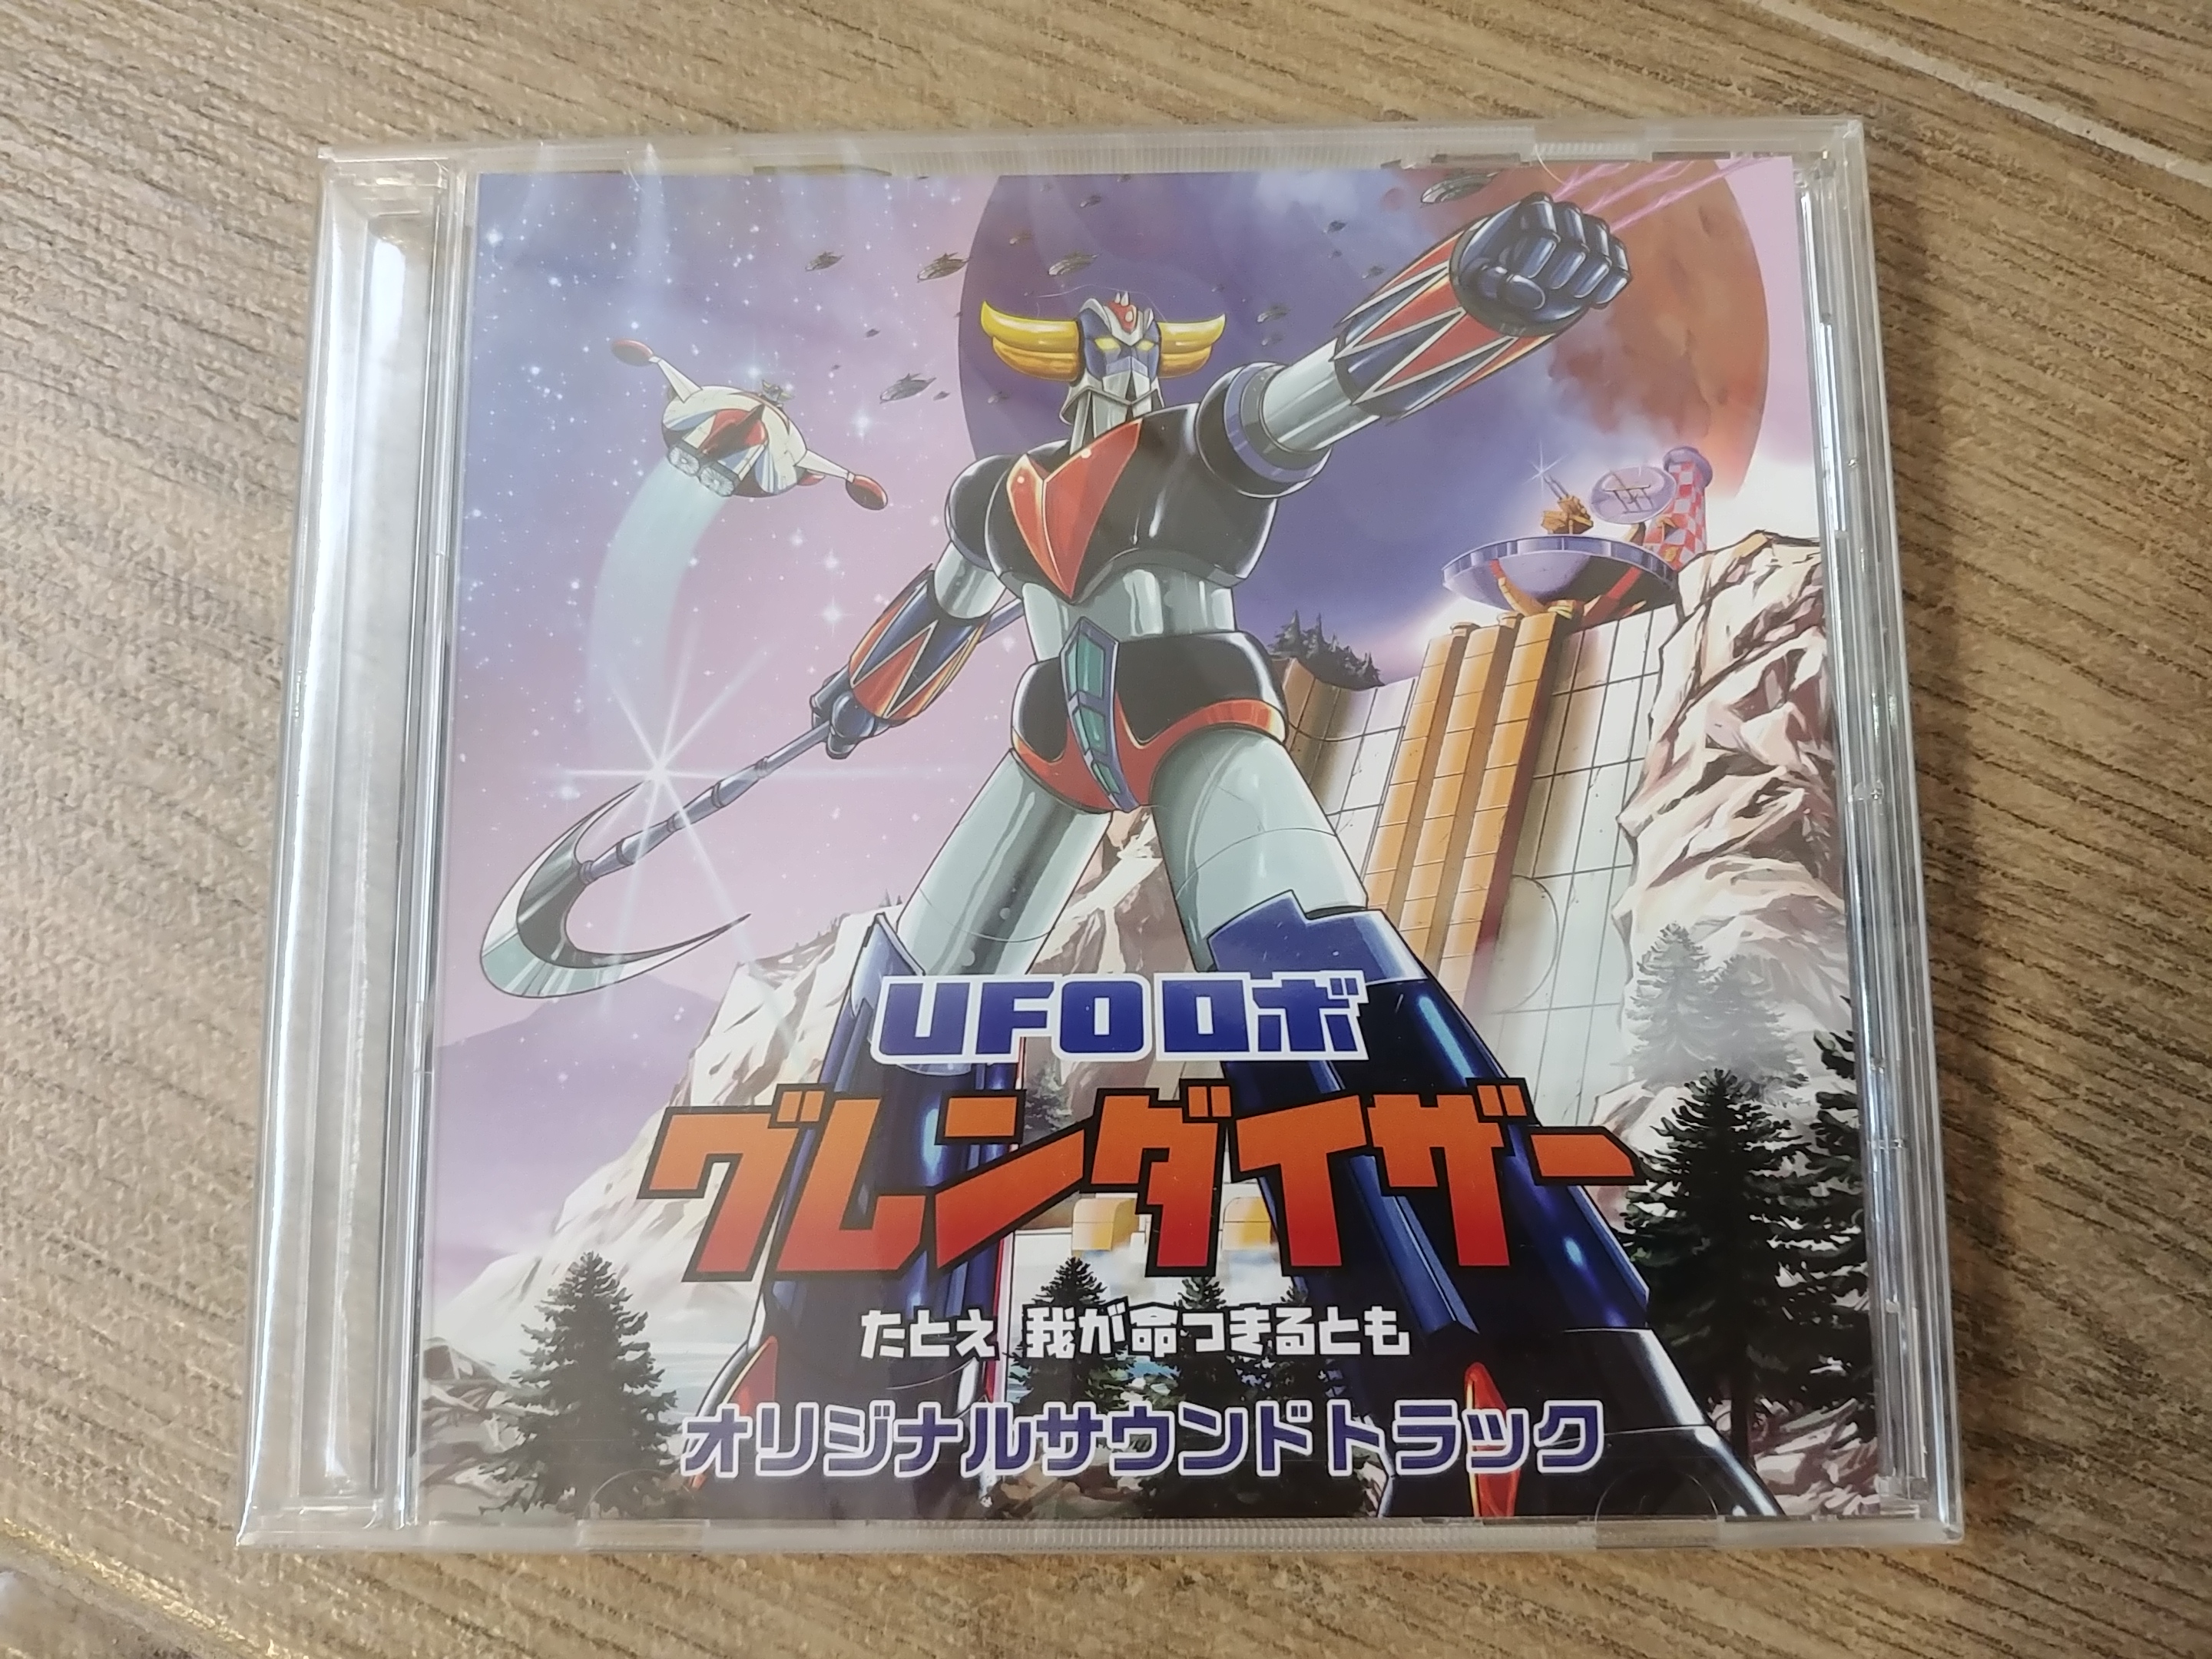 UFOロボ
グレンダイザー
たとえ 我が命つきるとも
オリジナルサウンドトラック